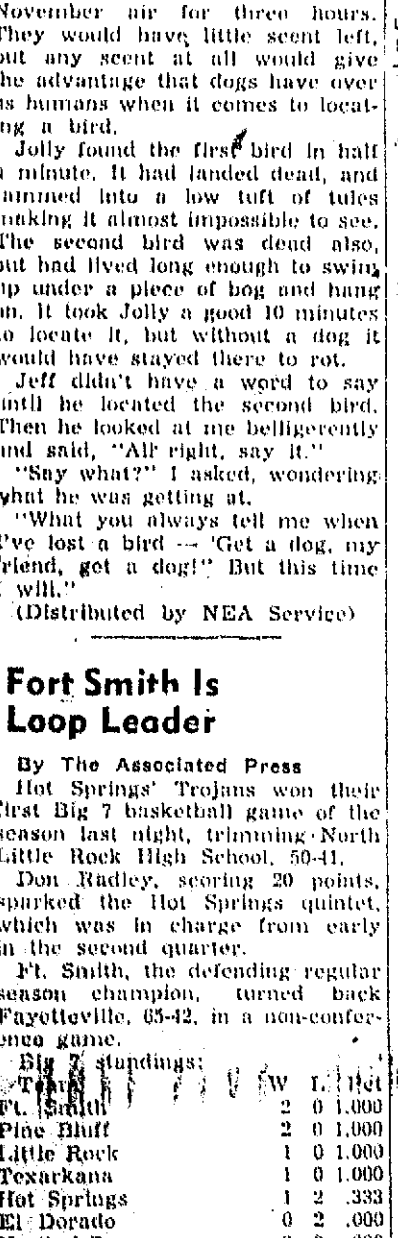 November air for three hours.
They would have little scent left,
but any scent at all would give
the advantage that dogs have over
us humans when it comes to locat-
ing a bird.
Jolly found the first bird in half
a minute. It had landed dead, and
jammed into a low tuft of tules
making it almost impossible to see.
The second bird was dead also,
but had lived long enough to swim
up under a piece of bog and hang
on. It took Jolly a good 10 minutes
to locate it, but without a dog it
would have stayed there to rot.
Jeff didn't have a word to say
until he located the second bird.
Then he looked at me belligerently
and said, "All right, say it."
"Say what?" I asked, wondering
what he was getting at.
"What you always tell me when
I've lost a bird — 'Get a dog, my
friend, get a dog!" But this time
I will."
(Distributed by NEA Service)
Fort Smith Is
Loop Leader
By The Associated Press
Hot Springs' Trojans won their
first Big 7 basketball game of the
season last night, trimming North
Little Rock High School, 50-41.
Don Radley, scoring 20 points,
sparked the Hot Springs quintet,
which was in charge from early
in the second quarter.
Ft. Smith, the defending regular
season champion, turned back
Fayetteville, 65-42, in a non-confer-
ence game.
Big 7 standings:
Team W L Pct
Ft. Smith 2 0 1.000
Pine Bluff 2 0 1.000
Little Rock 1 0 1.000
Texarkana 1 0 1.000
Hot Springs 1 2 .333
El Dorado 0 2 .000